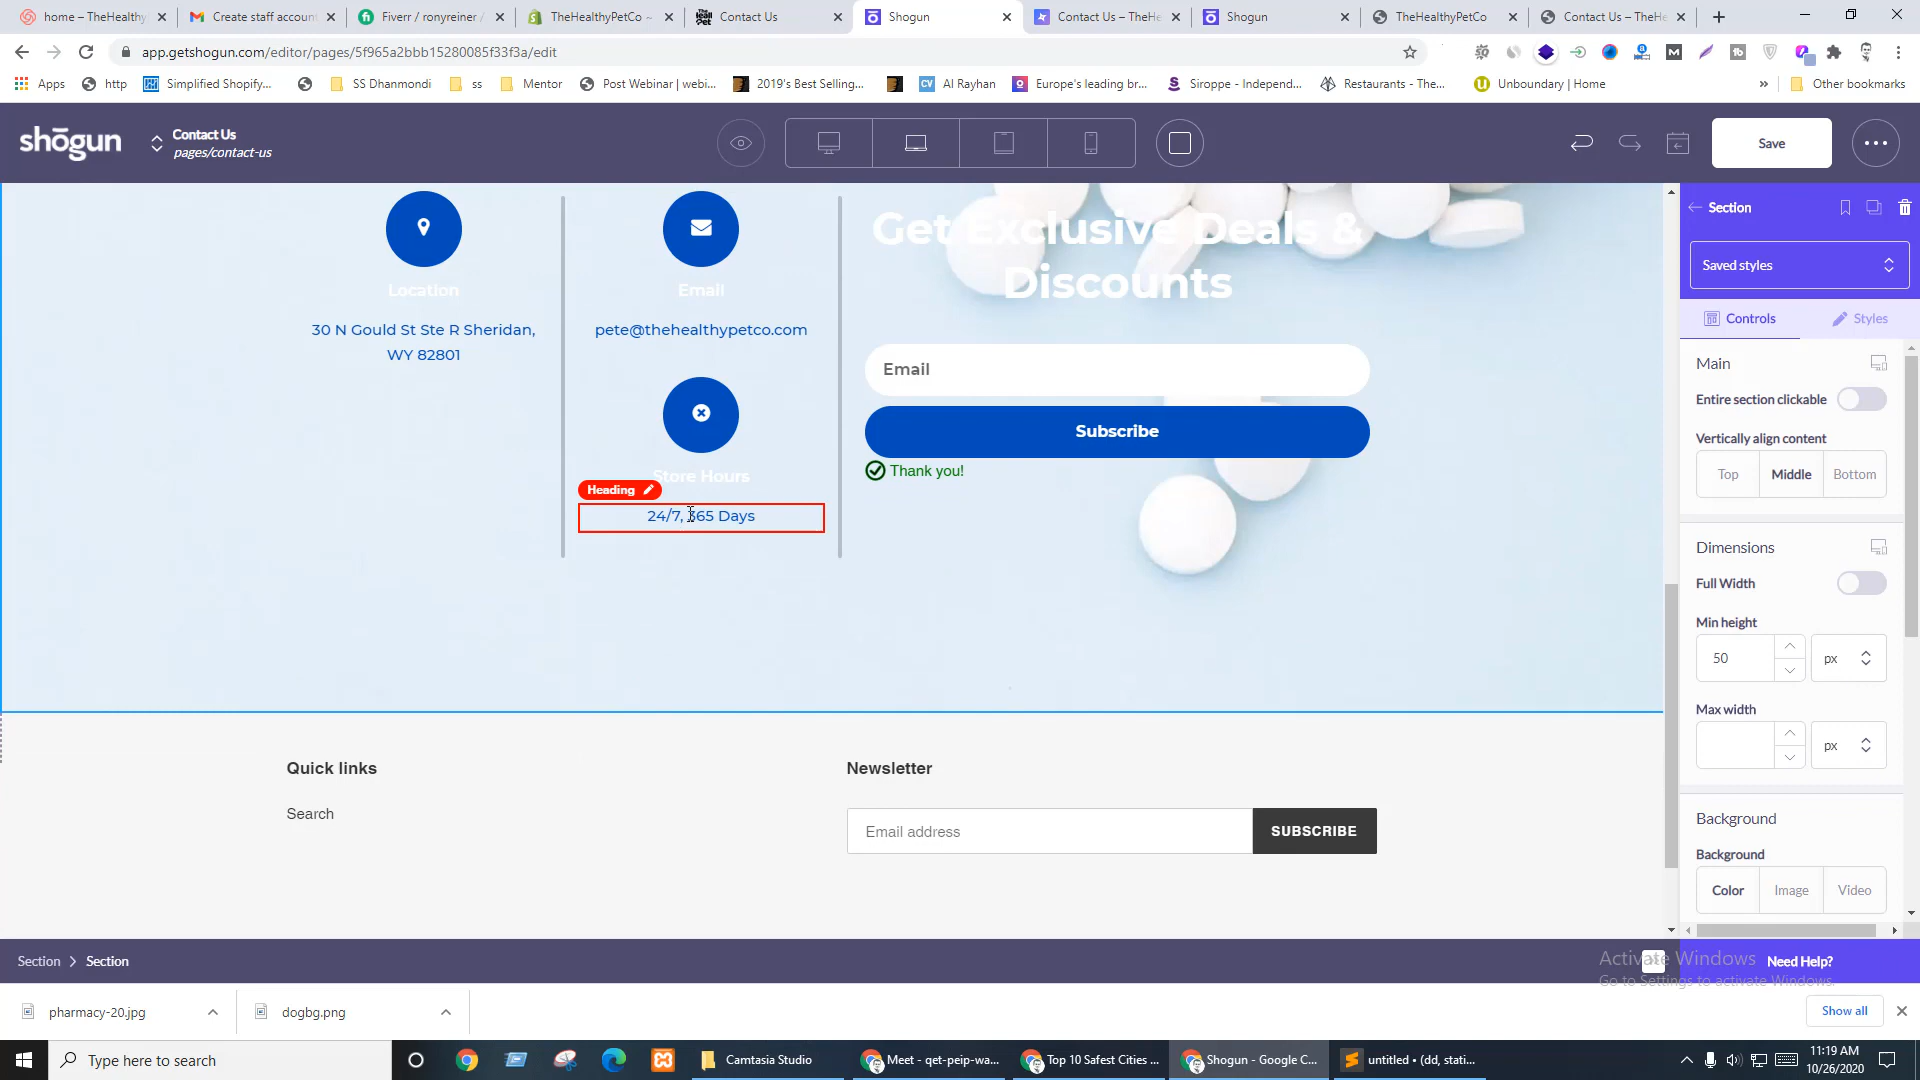 home – TheHealthy
Create staff accoun
Fiverr / ronyreiner /
TheHealthyPetCo ~
Contact Us
Shogun
Contact Us – TheHe
Shogun
TheHealthyPetCo
Contact Us – TheHe
app.getshogun.com/editor/pages/5f965a2bbb15280085f33f3a/edit
Apps
http
Simplified Shopify...
SS Dhanmondi
ss
Mentor
Post Webinar | webi...
2019's Best Selling...
CV Al Rayhan
Europe's leading br...
Siroppe - Independ...
Restaurants - The...
Unboundary | Home
»
Other bookmarks
shōgun
Contact Us
pages/contact-us
Save
Section
Saved styles
Controls
Styles
Main
Entire section clickable
Vertically align content
Top
Middle
Bottom
Dimensions
Full Width
Min height
50
px
Max width
px
Background
Background
Color
Image
Video
Location
30 N Gould St Ste R Sheridan,
WY 82801
Email
pete@thehealthypetco.com
Store Hours
Heading
24/7, 365 Days
Get Exclusive Deals &
Discounts
Email
Subscribe
Thank you!
Quick links
Search
Newsletter
Email address
SUBSCRIBE
Section > Section
Activate Windows
Go to Settings to activate Windows.
Need Help?
pharmacy-20.jpg
dogbg.png
Show all
Type here to search
Camtasia Studio
Meet - qet-peip-wa...
Top 10 Safest Cities ...
Shogun - Google C...
untitled • (dd, stati...
11:19 AM
10/26/2020